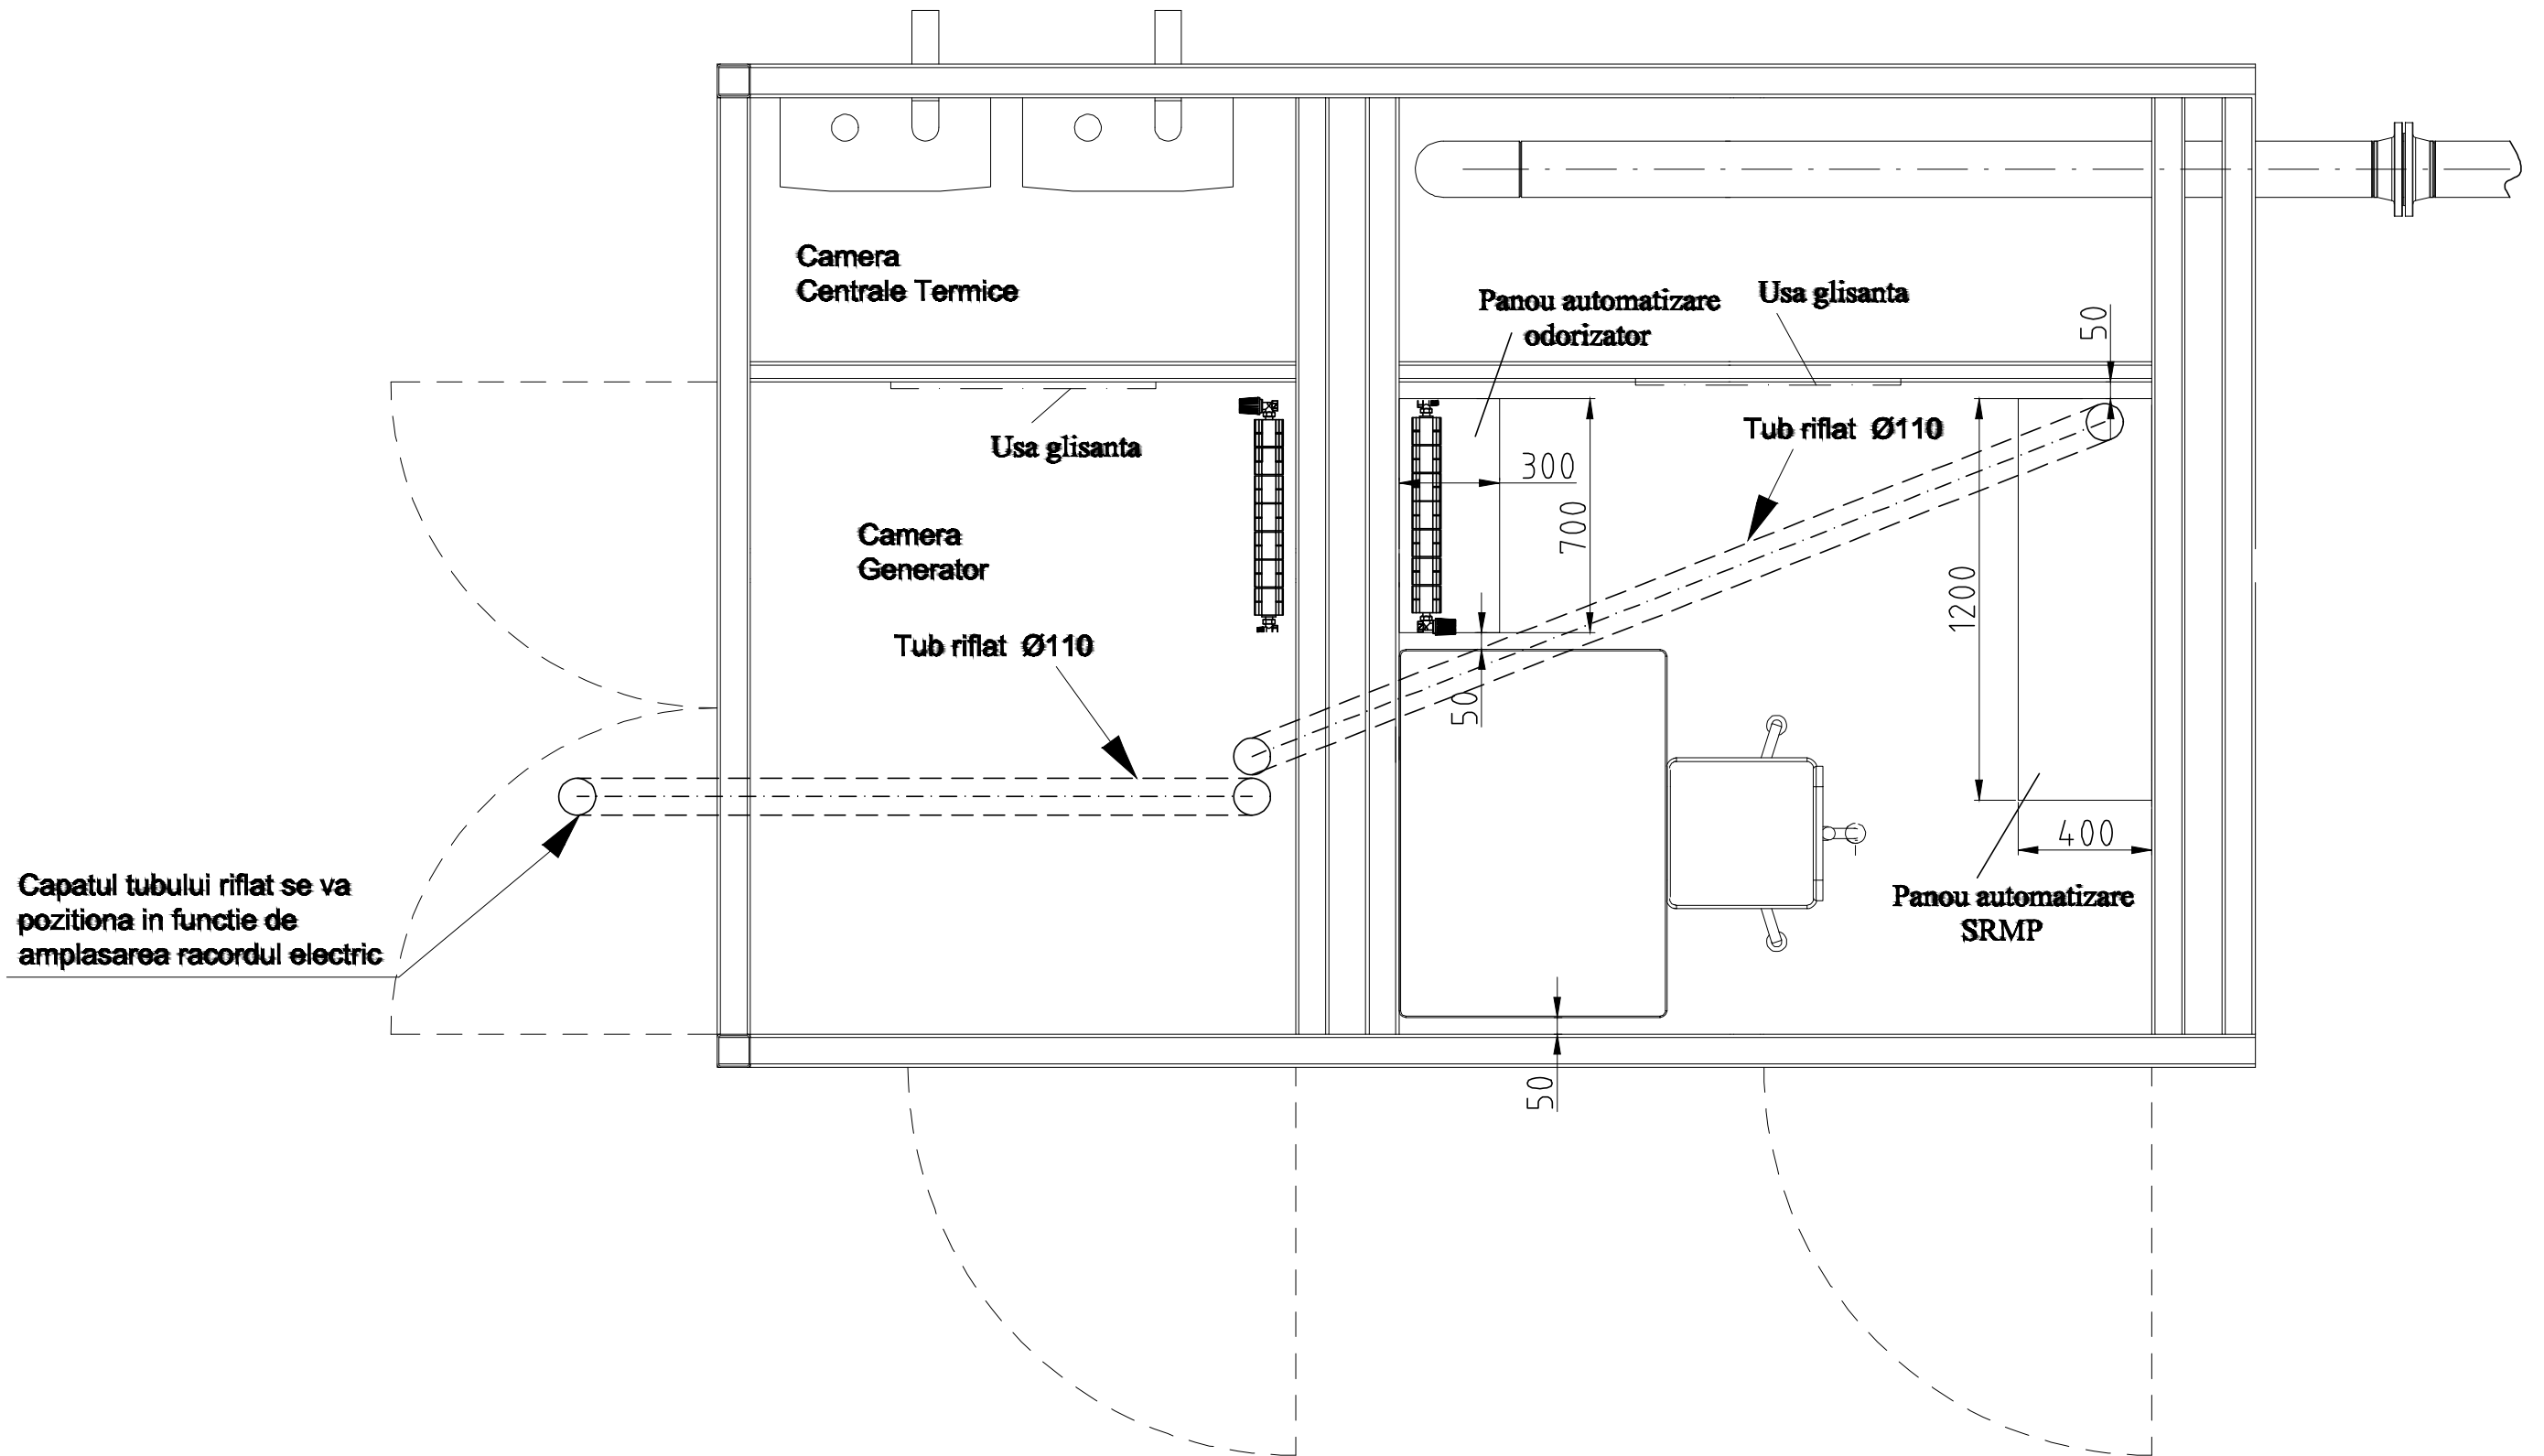 Camera
Centrale Termice
Panou automatizare
odorizator
Usa glisanta
50
Usa glisanta
Tub riflat Ø110
300
700
Camera
Generator
1200
Tub riflat Ø110
50
400
Capatul tubului riflat se va
pozitiona in functie de
amplasarea racordul electric
Panou automatizare
SRMP
50